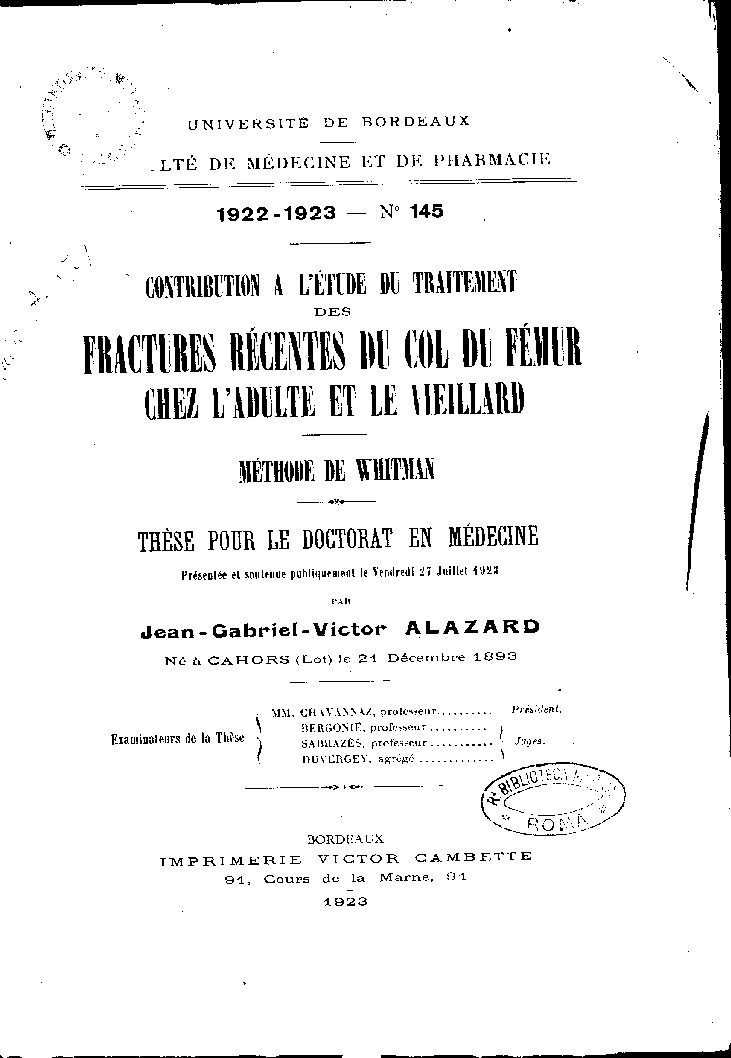 UNIVERSITÉ DE BORDEAUX
LTÉ DE MÉDECINE ET DE PHARMACIE
1922-1923 — N° 145
CONTRIBUTION A L'ÉTUDE DU TRAITEMENT
DES
FRACTURES RÉCENTES DU COL DU FÉMUR
CHEZ L'ADULTE ET LE VIEILLARD
MÉTHODE DE WHITMAN
THÈSE POUR LE DOCTORAT EN MÉDECINE
Présentée et soutenue publiquement le Vendredi 27 Juillet 1923
PAR
Jean-Gabriel-Victor ALAZARD
Né à CAHORS (Lot) le 21 Décembre 1893
Examinateurs de la Thèse
MM. CHAVANNAZ, professeur.......... Président.
BERGONIÉ, professeur..........
SABRAZÈS, professeur........... Juges.
DUVERGEY, agrégé.............
Ra BIBLIOTECA
ROMA
BORDEAUX
IMPRIMERIE VICTOR CAMBETTE
91, Cours de la Marne, 91
1923